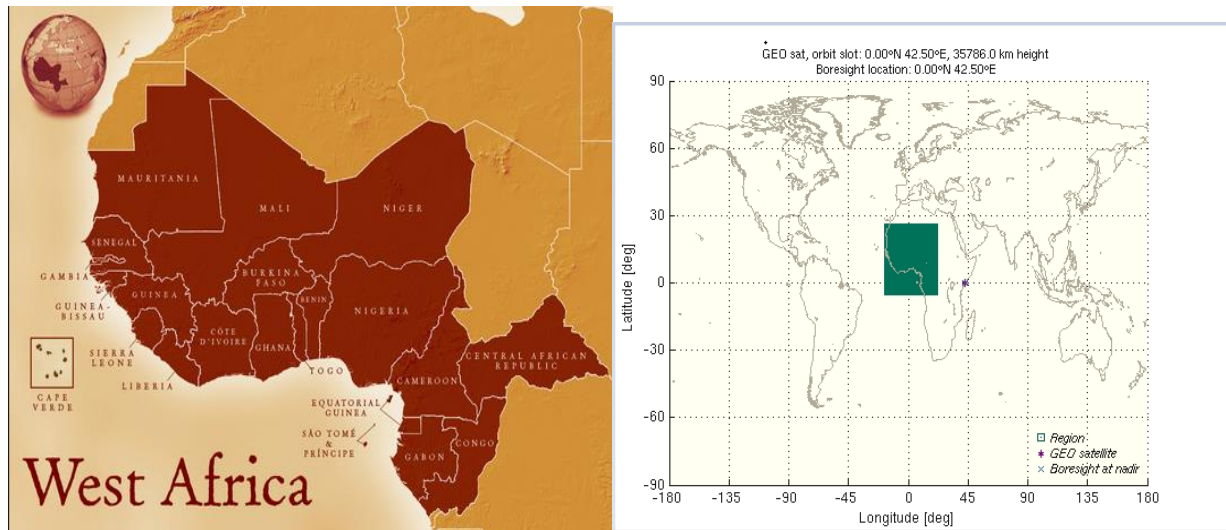 MAURITANIA
MALI
NIGER
SENEGAL
GAMBIA
GUINEA-
BISSAU
GUINEA
BURKINA
FASO
BENIN
NIGERIA
CÔTE
D'IVOIRE
GHANA
SIERRA
LEONE
LIBERIA
TOGO
CAPE
VERDE
CENTRAL AFRICAN
REPUBLIC
CAMEROON
EQUATORIAL
GUINEA
SÃO TOMÉ
&
PRÍNCIPE
GABON
CONGO
West Africa
GEO sat, orbit slot: 0.00ºN 42.50ºE, 35786.0 km height
Boresight location: 0.00ºN 42.50ºE
Latitude [deg]
90
60
30
0
-30
-60
-90
-180
-135
-90
-45
0
45
90
135
180
Longitude [deg]
Region
GEO satellite
Boresight at nadir